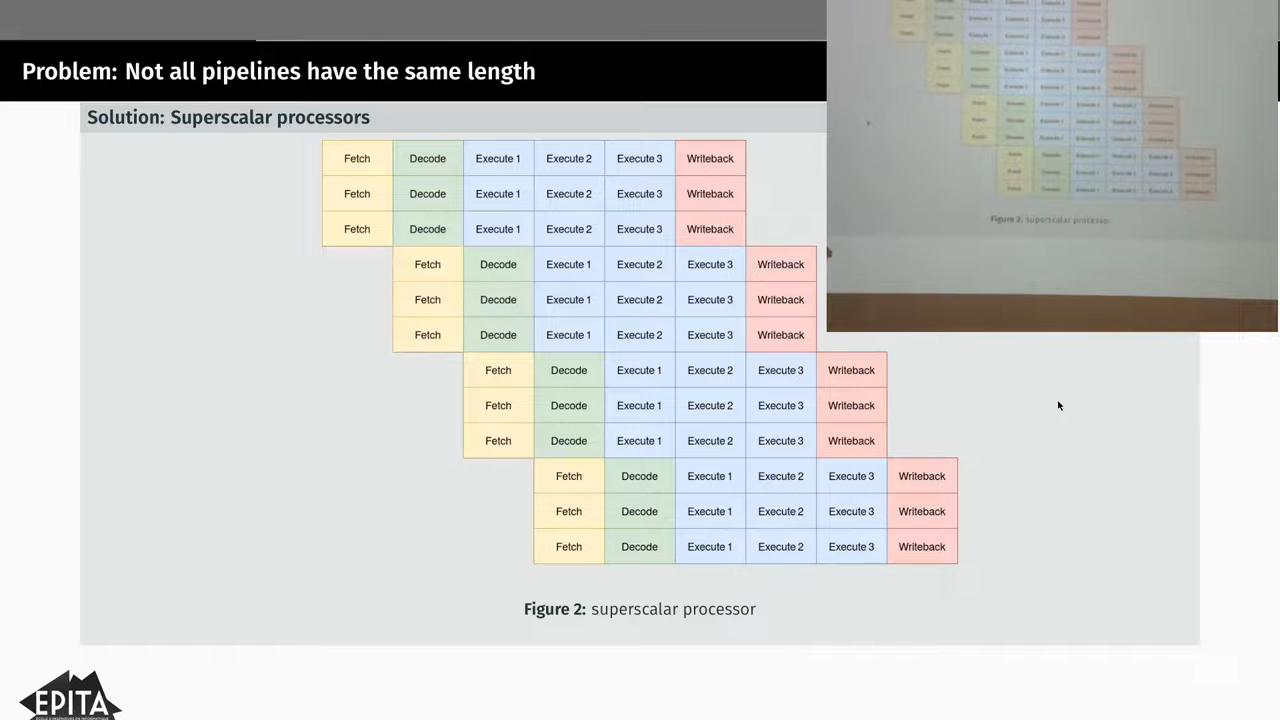 Problem: Not all pipelines have the same length
Solution: Superscalar processors
Fetch Decode Execute 1 Execute 2 Execute 3 Writeback
Fetch Decode Execute 1 Execute 2 Execute 3 Writeback
Fetch Decode Execute 1 Execute 2 Execute 3 Writeback
Fetch Decode Execute 1 Execute 2 Execute 3 Writeback
Fetch Decode Execute 1 Execute 2 Execute 3 Writeback
Fetch Decode Execute 1 Execute 2 Execute 3 Writeback
Fetch Decode Execute 1 Execute 2 Execute 3 Writeback
Fetch Decode Execute 1 Execute 2 Execute 3 Writeback
Fetch Decode Execute 1 Execute 2 Execute 3 Writeback
Fetch Decode Execute 1 Execute 2 Execute 3 Writeback
Fetch Decode Execute 1 Execute 2 Execute 3 Writeback
Fetch Decode Execute 1 Execute 2 Execute 3 Writeback
Figure 2: superscalar processor
Figure 2: superscalar processor
EPITA